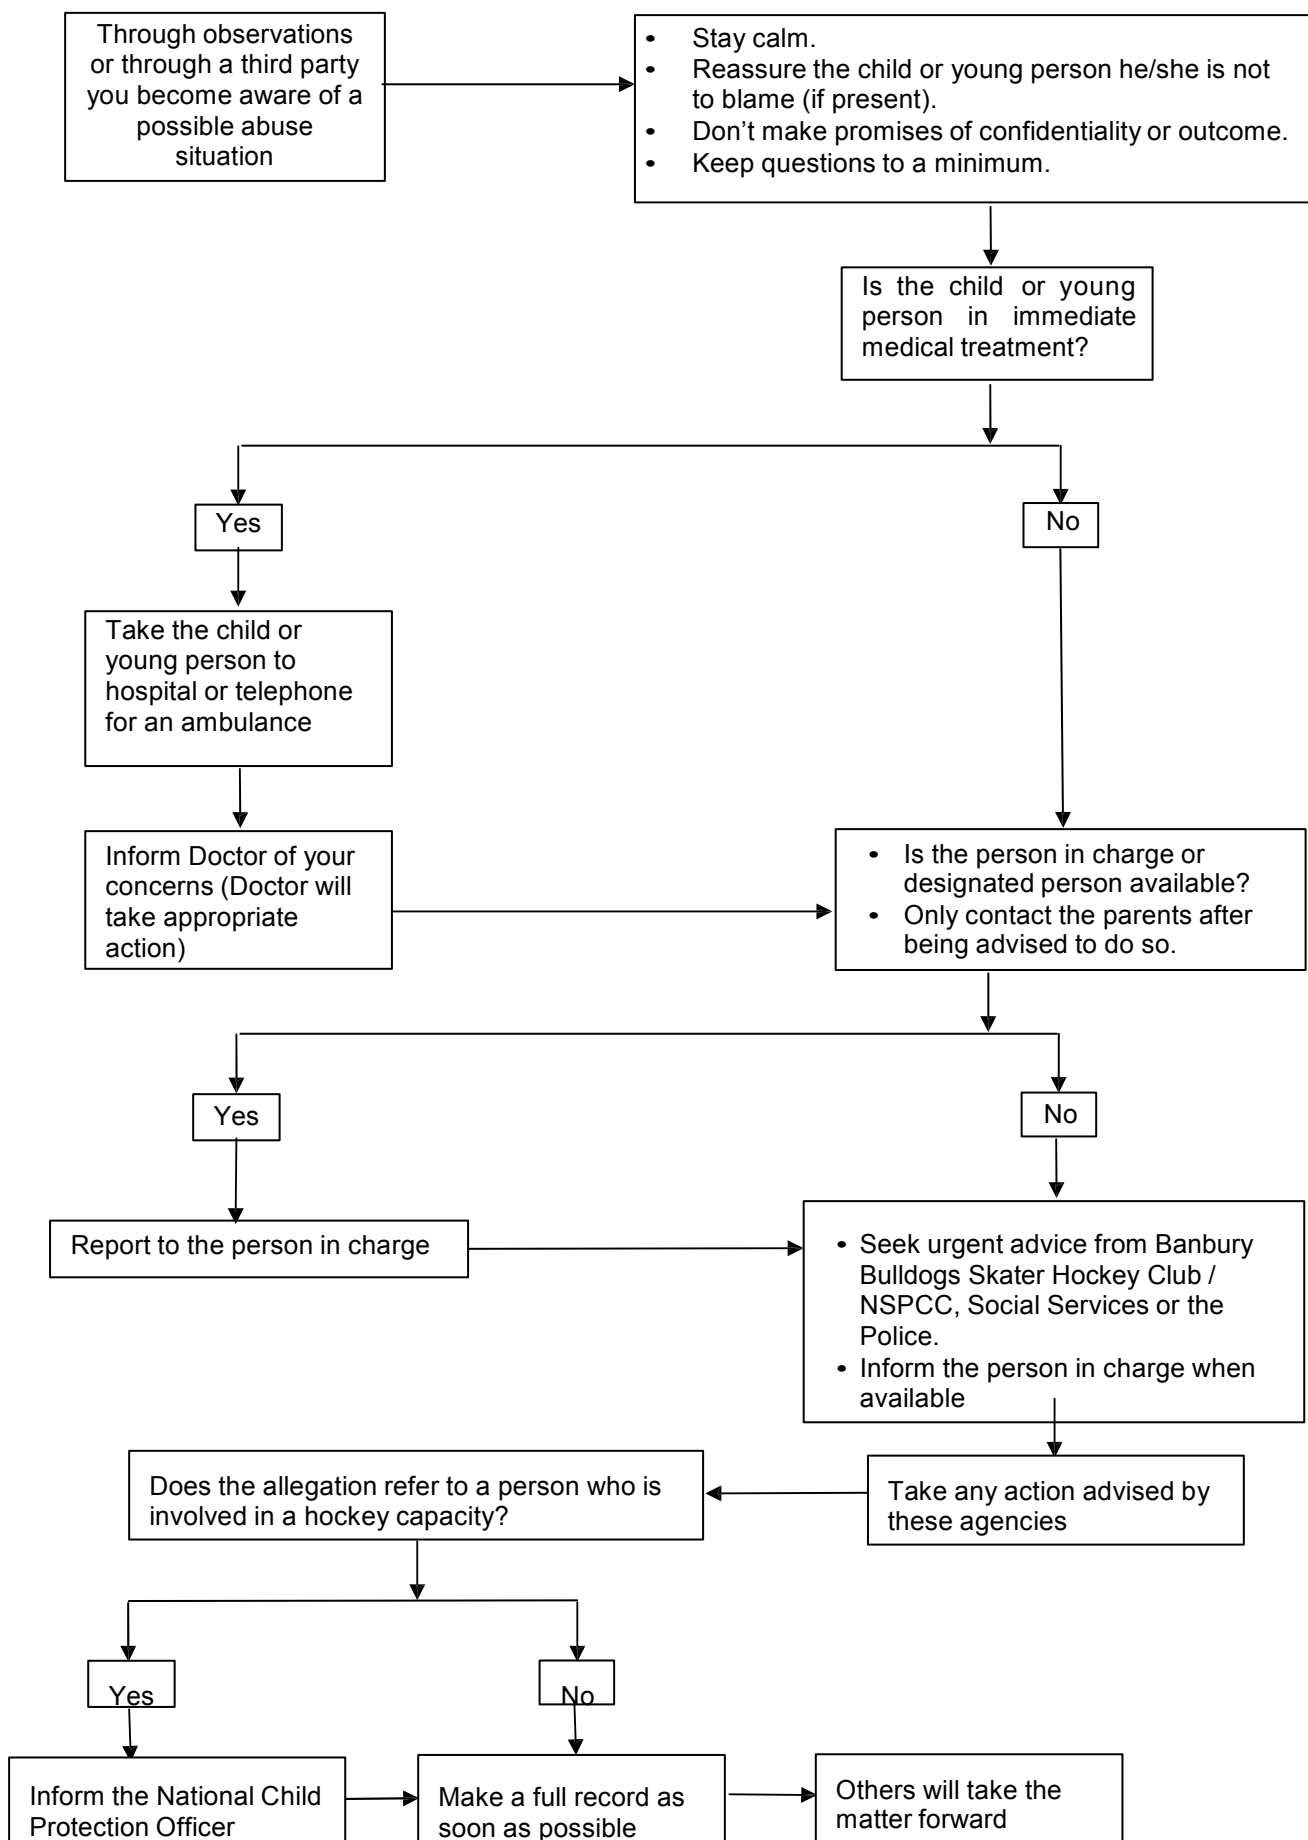 Through observations
or through a third party
you become aware of a
possible abuse
situation
• Stay calm.
• Reassure the child or young person he/she is not
to blame (if present).
• Don’t make promises of confidentiality or outcome.
• Keep questions to a minimum.
Is the child or young
person in immediate
medical treatment?
Yes
No
Take the child or
young person to
hospital or telephone
for an ambulance
Inform Doctor of your
concerns (Doctor will
take appropriate
action)
• Is the person in charge or
designated person available?
• Only contact the parents after
being advised to do so.
Yes
No
Report to the person in charge
• Seek urgent advice from Banbury
Bulldogs Skater Hockey Club /
NSPCC, Social Services or the
Police.
• Inform the person in charge when
available
Does the allegation refer to a person who is
involved in a hockey capacity?
Take any action advised by
these agencies
Yes
No
Inform the National Child
Protection Officer
Make a full record as
soon as possible
Others will take the
matter forward